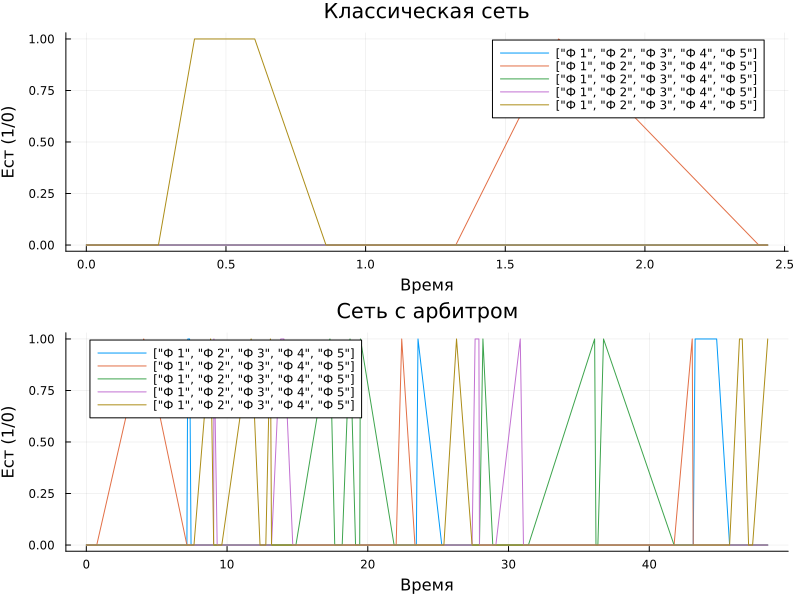 Классическая сеть
1.00
0.75
0.50
0.25
0.00
Ест (1/0)
["Ф 1", "Ф 2", "Ф 3", "Ф 4", "Ф 5"]
["Ф 1", "Ф 2", "Ф 3", "Ф 4", "Ф 5"]
["Ф 1", "Ф 2", "Ф 3", "Ф 4", "Ф 5"]
["Ф 1", "Ф 2", "Ф 3", "Ф 4", "Ф 5"]
["Ф 1", "Ф 2", "Ф 3", "Ф 4", "Ф 5"]
0.0 0.5 1.0 1.5 2.0 2.5
Время
Сеть с арбитром
1.00
0.75
0.50
0.25
0.00
Ест (1/0)
["Ф 1", "Ф 2", "Ф 3", "Ф 4", "Ф 5"]
["Ф 1", "Ф 2", "Ф 3", "Ф 4", "Ф 5"]
["Ф 1", "Ф 2", "Ф 3", "Ф 4", "Ф 5"]
["Ф 1", "Ф 2", "Ф 3", "Ф 4", "Ф 5"]
["Ф 1", "Ф 2", "Ф 3", "Ф 4", "Ф 5"]
0 10 20 30 40
Время